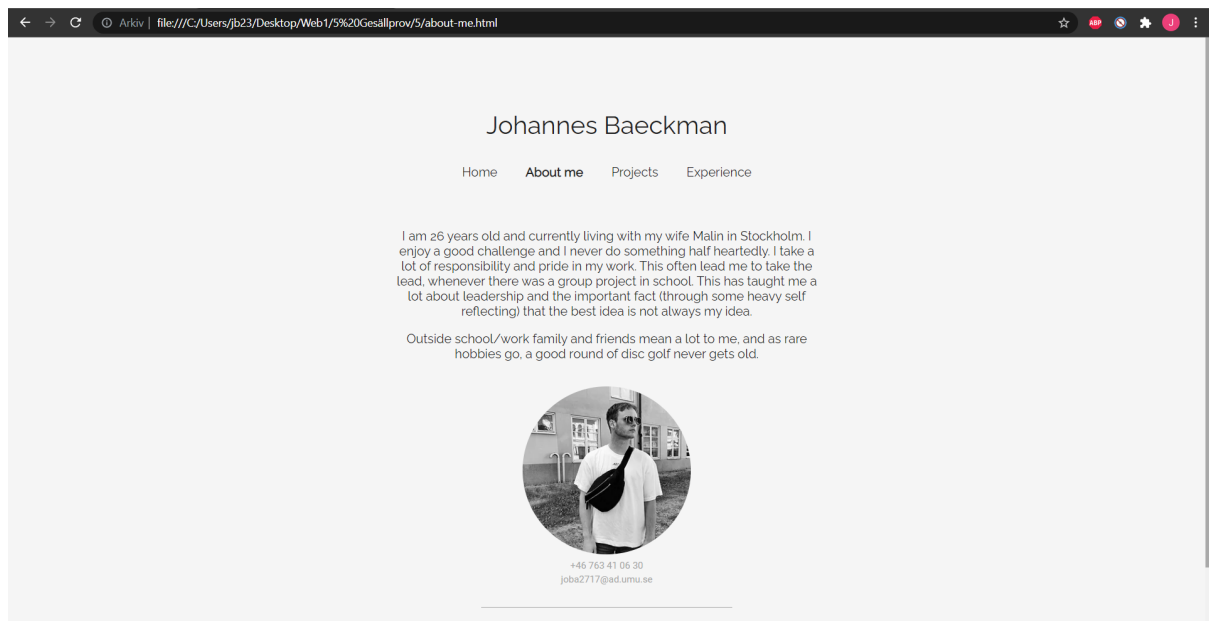 Arkiv | file:///C:/Users/jb23/Desktop/Web1/5%20Gesällprov/5/about-me.html
ABP
J
Johannes Baeckman
Home About me Projects Experience
I am 26 years old and currently living with my wife Malin in Stockholm. I
enjoy a good challenge and I never do something half heartedly. I take a
lot of responsibility and pride in my work. This often lead me to take the
lead, whenever there was a group project in school. This has taught me a
lot about leadership and the important fact (through some heavy self
reflecting) that the best idea is not always my idea.
Outside school/work family and friends mean a lot to me, and as rare
hobbies go, a good round of disc golf never gets old.
+46 763 41 06 30
joba2717@ad.umu.se